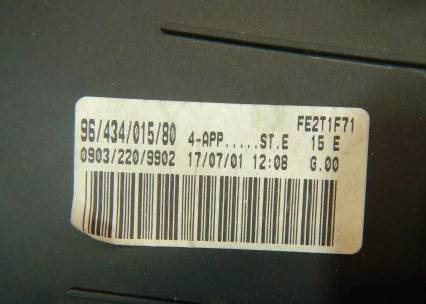 FE2T1F71
96/434/015/80 4-APP.....ST.E 15 E
0903/220/9902 17/07/01 12:08 G.00